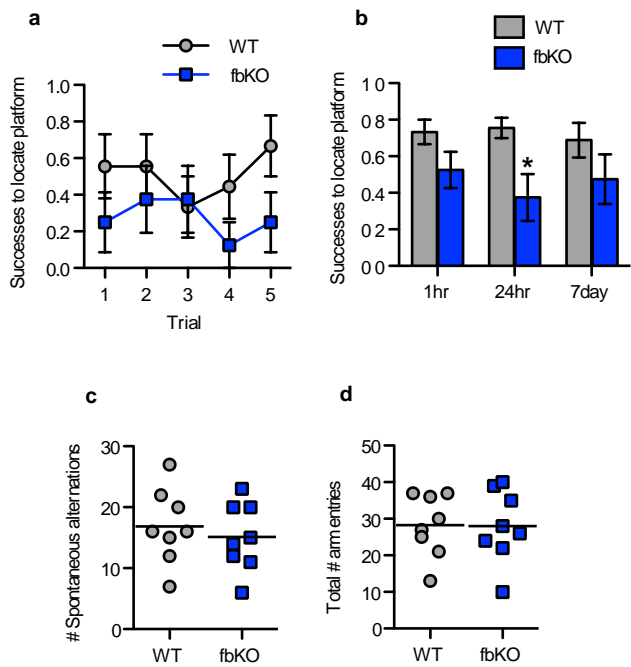 a
WT
fbKO
Successes to locate platform
1.0
0.8
0.6
0.4
0.2
0.0
1 2 3 4 5
Trial
b
WT
fbKO
Successes to locate platform
1.0
0.8
0.6
0.4
0.2
0 0
*
1hr 24hr 7day
c
# Spontaneous alternations
30
20
10
0
WT fbKO
d
Total # arm entries
50
40
30
20
10
0
WT fbKO